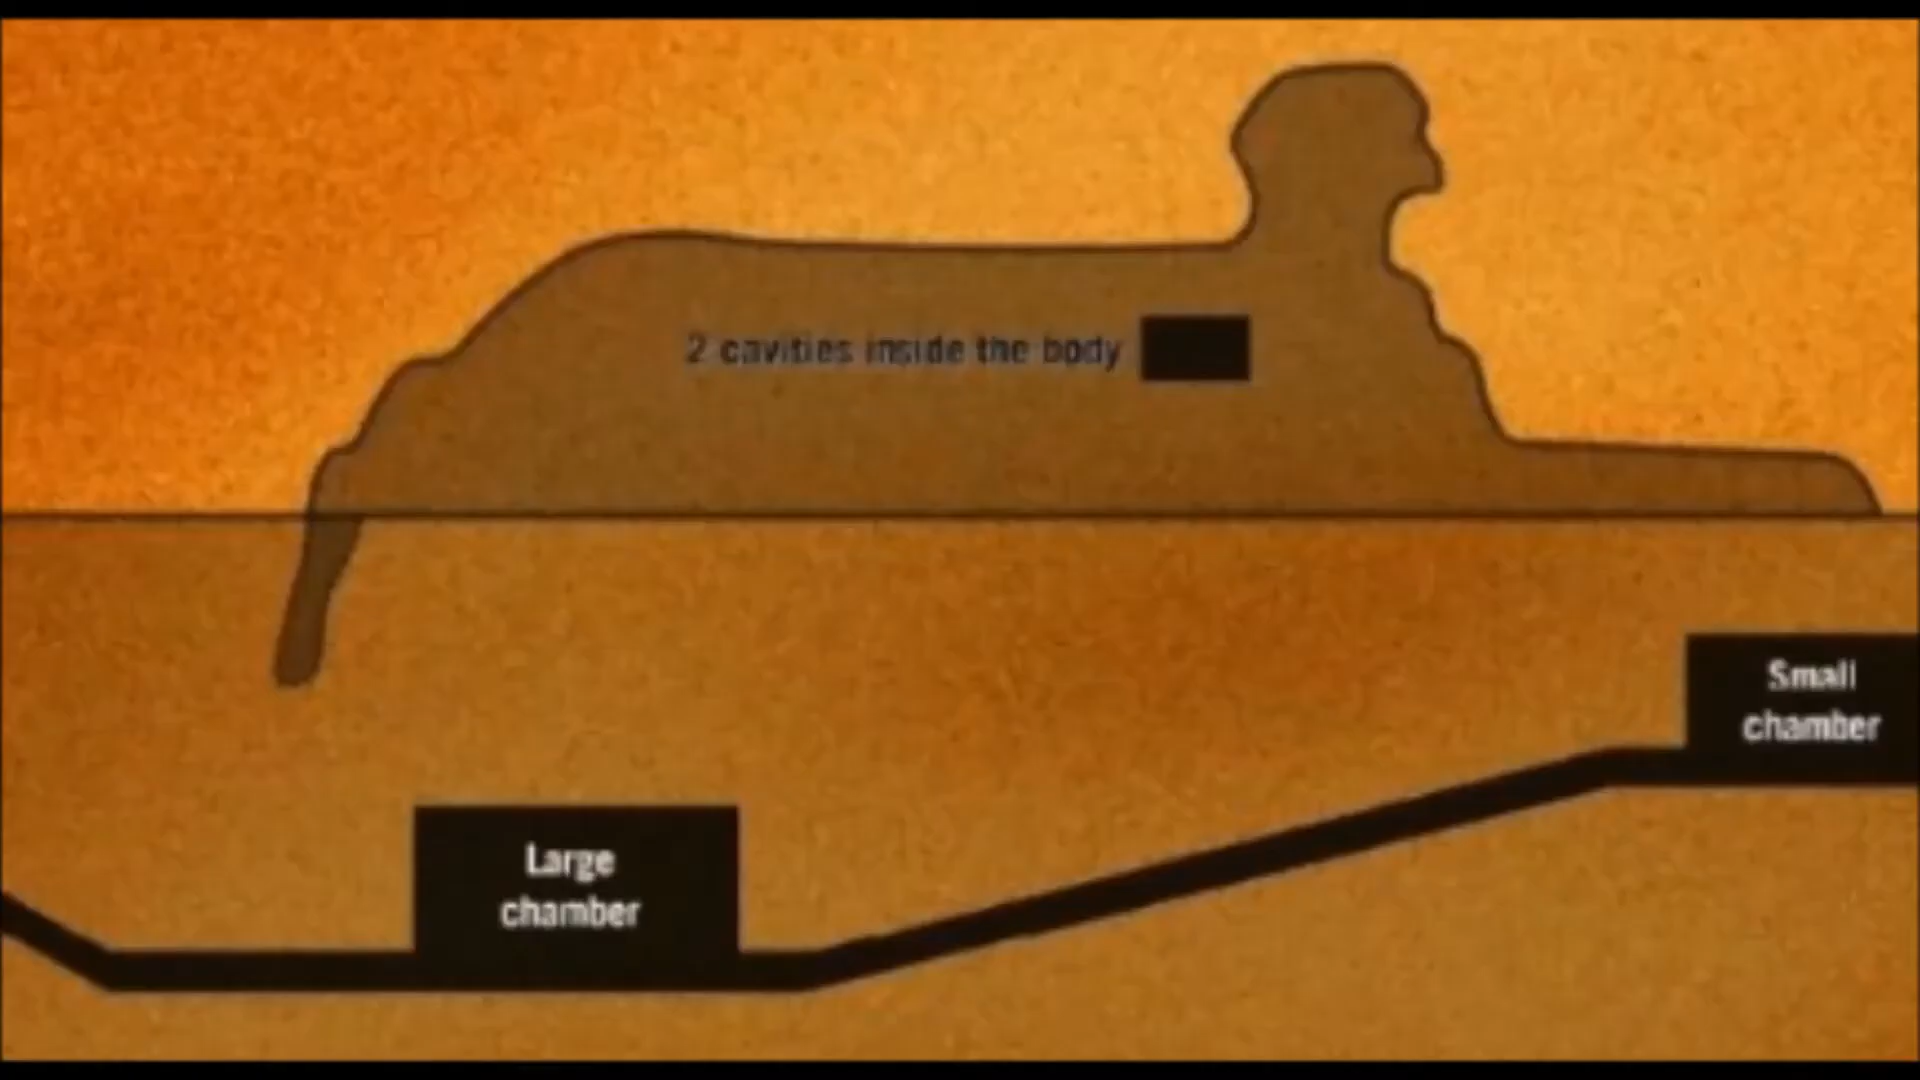 2 cavities inside the body
Small
chamber
Large
chamber